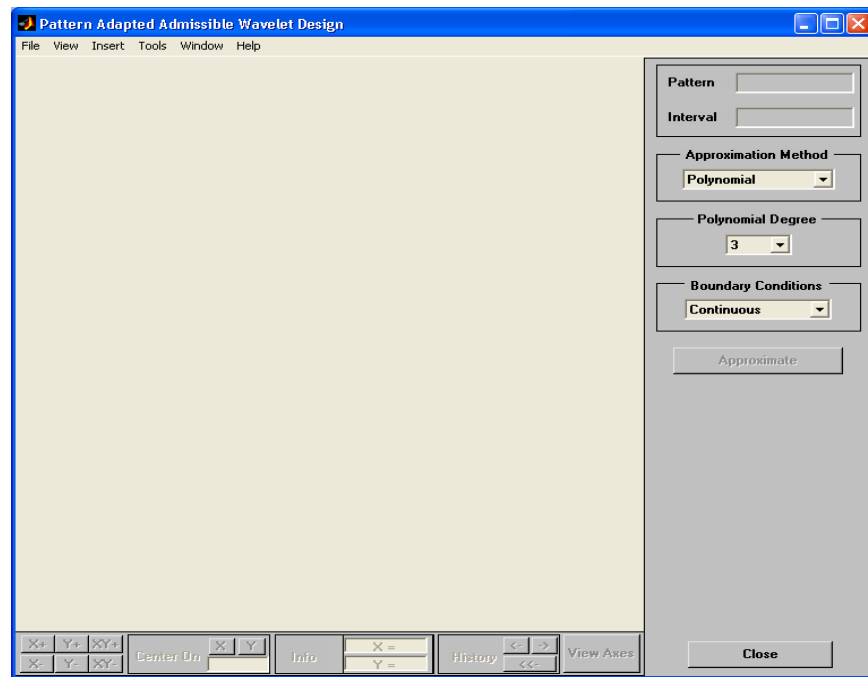 Pattern Adapted Admissible Wavelet Design
File View Insert Tools Window Help
Pattern
Interval
Approximation Method
Polynomial
Polynomial Degree
3
Boundary Conditions
Continuous
Approximate
X+ Y+ XY+
X- Y- XY-
Center On
X Y
Info
X =
Y =
History
<- ->
<<-
View Axes
Close